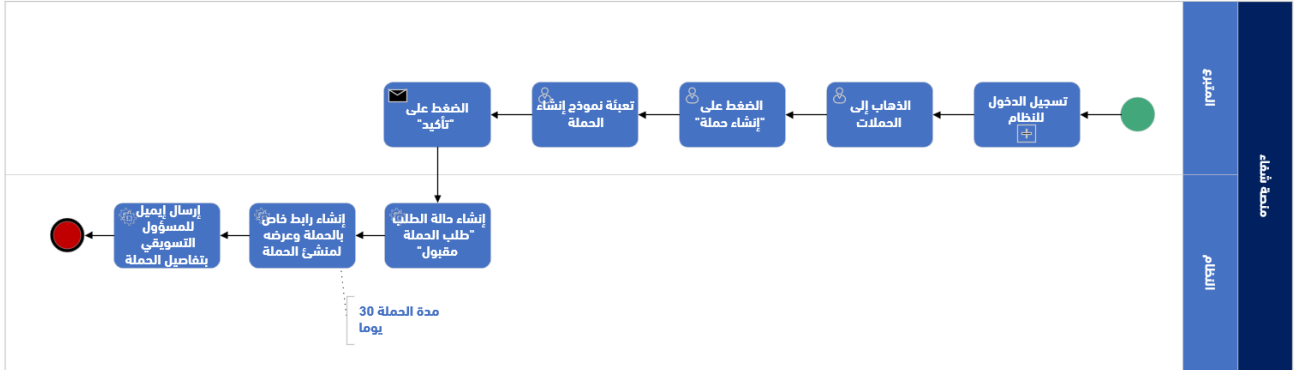 منصة شفاء
المتبرع
تسجيل الدخول
للنظام
الذهاب إلى
الحملات
الضغط على
"إنشاء حملة"
تعبئة نموذج إنشاء
الحملة
الضغط على
"تأكيد"
النظام
إنشاء حالة الطلب
"طلب الحملة
مقبول"
إنشاء رابط خاص
بالحملة وعرضه
لمنشئ الحملة
إرسال إيميل
للمسؤول
التسويقي
بتفاصيل الحملة
مدة الحملة 30
يوما